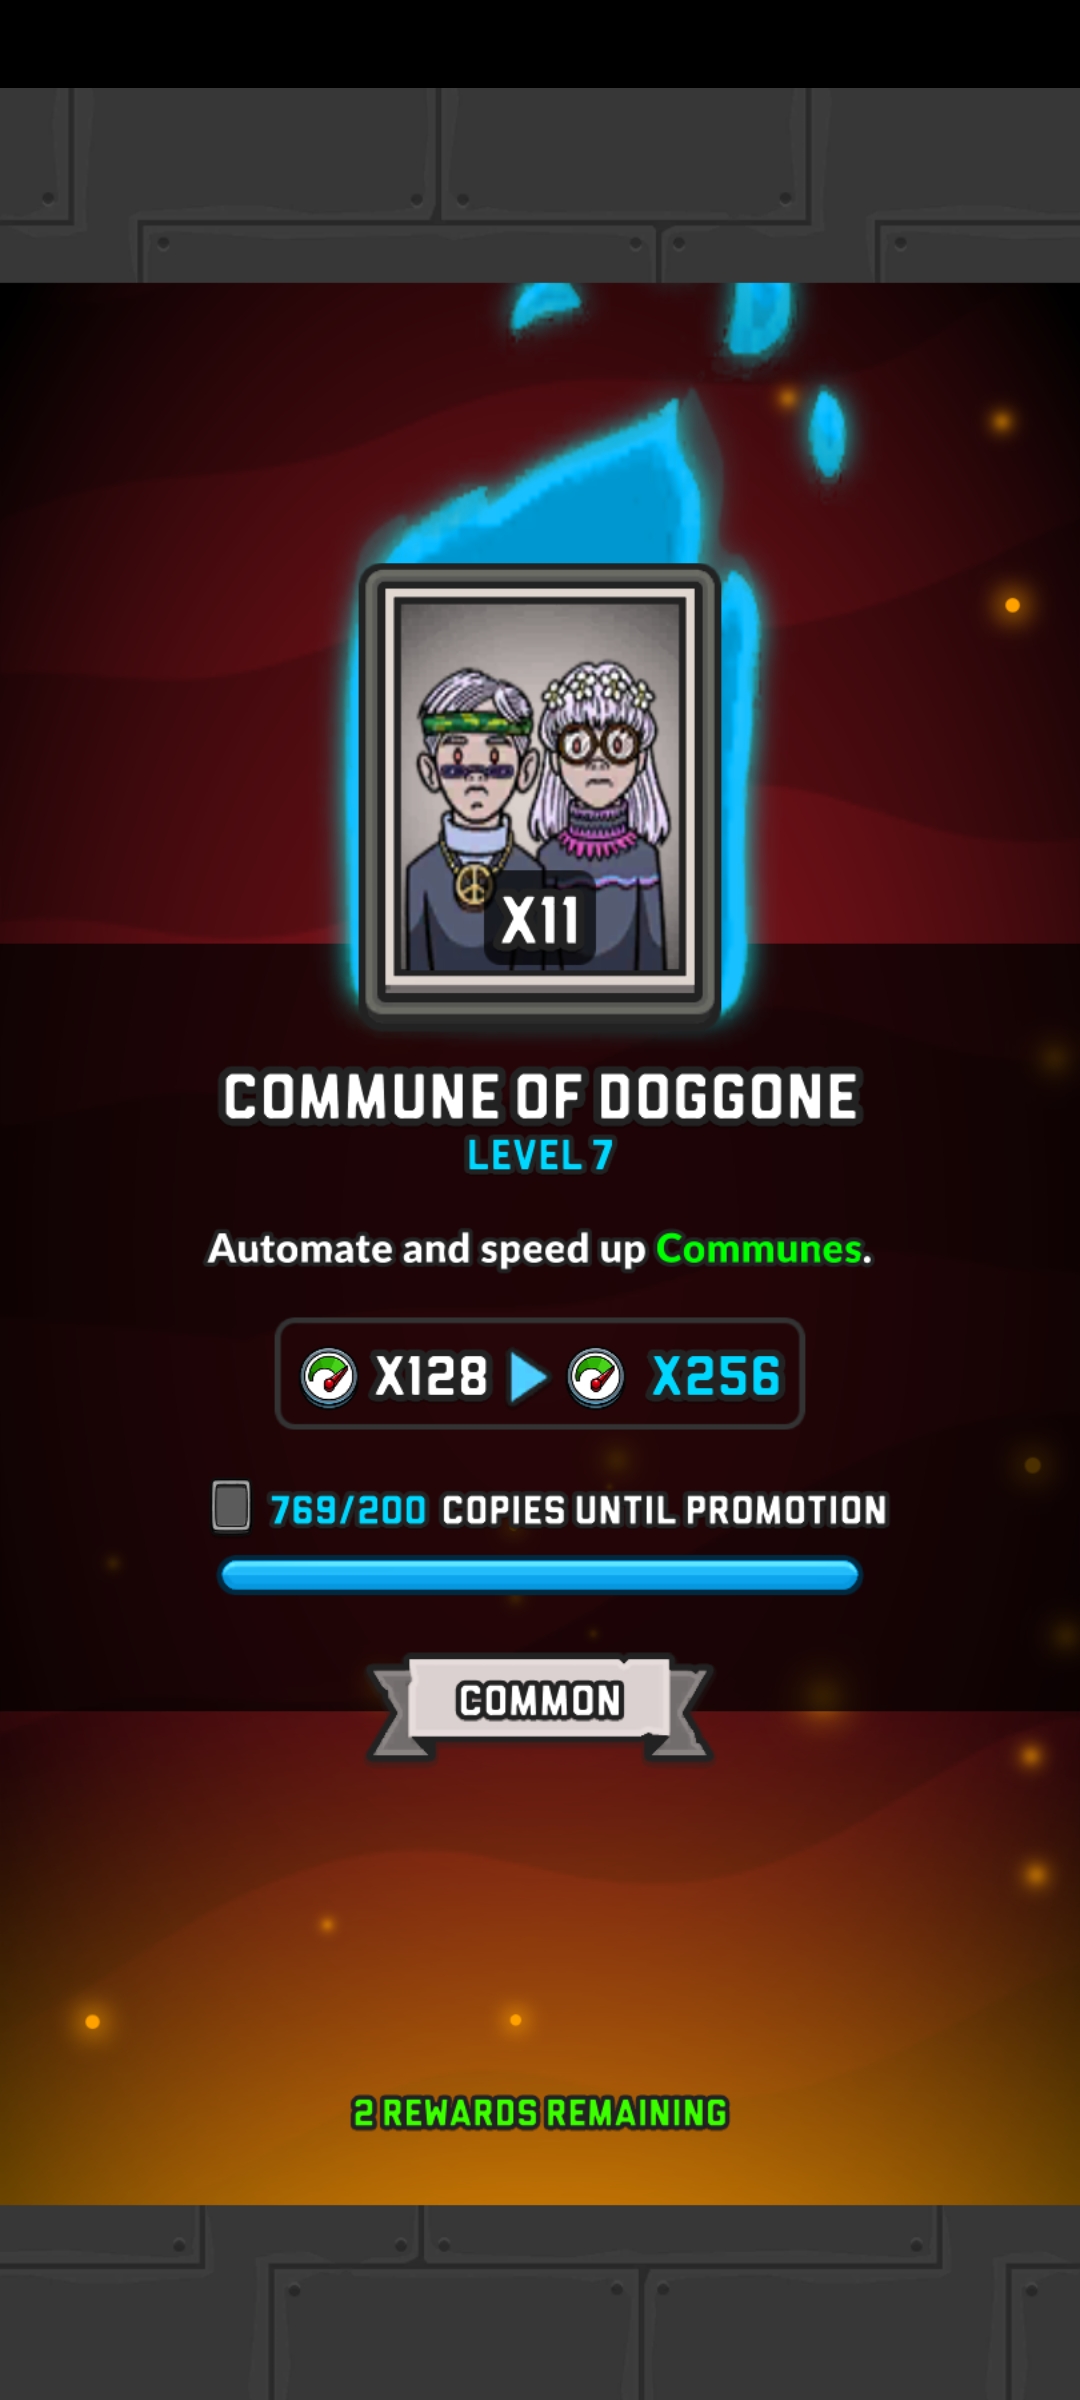 X11
COMMUNE OF DOGGONE
LEVEL 7
Automate and speed up Communes.
X128 X256
769/200 COPIES UNTIL PROMOTION
COMMON
2 REWARDS REMAINING